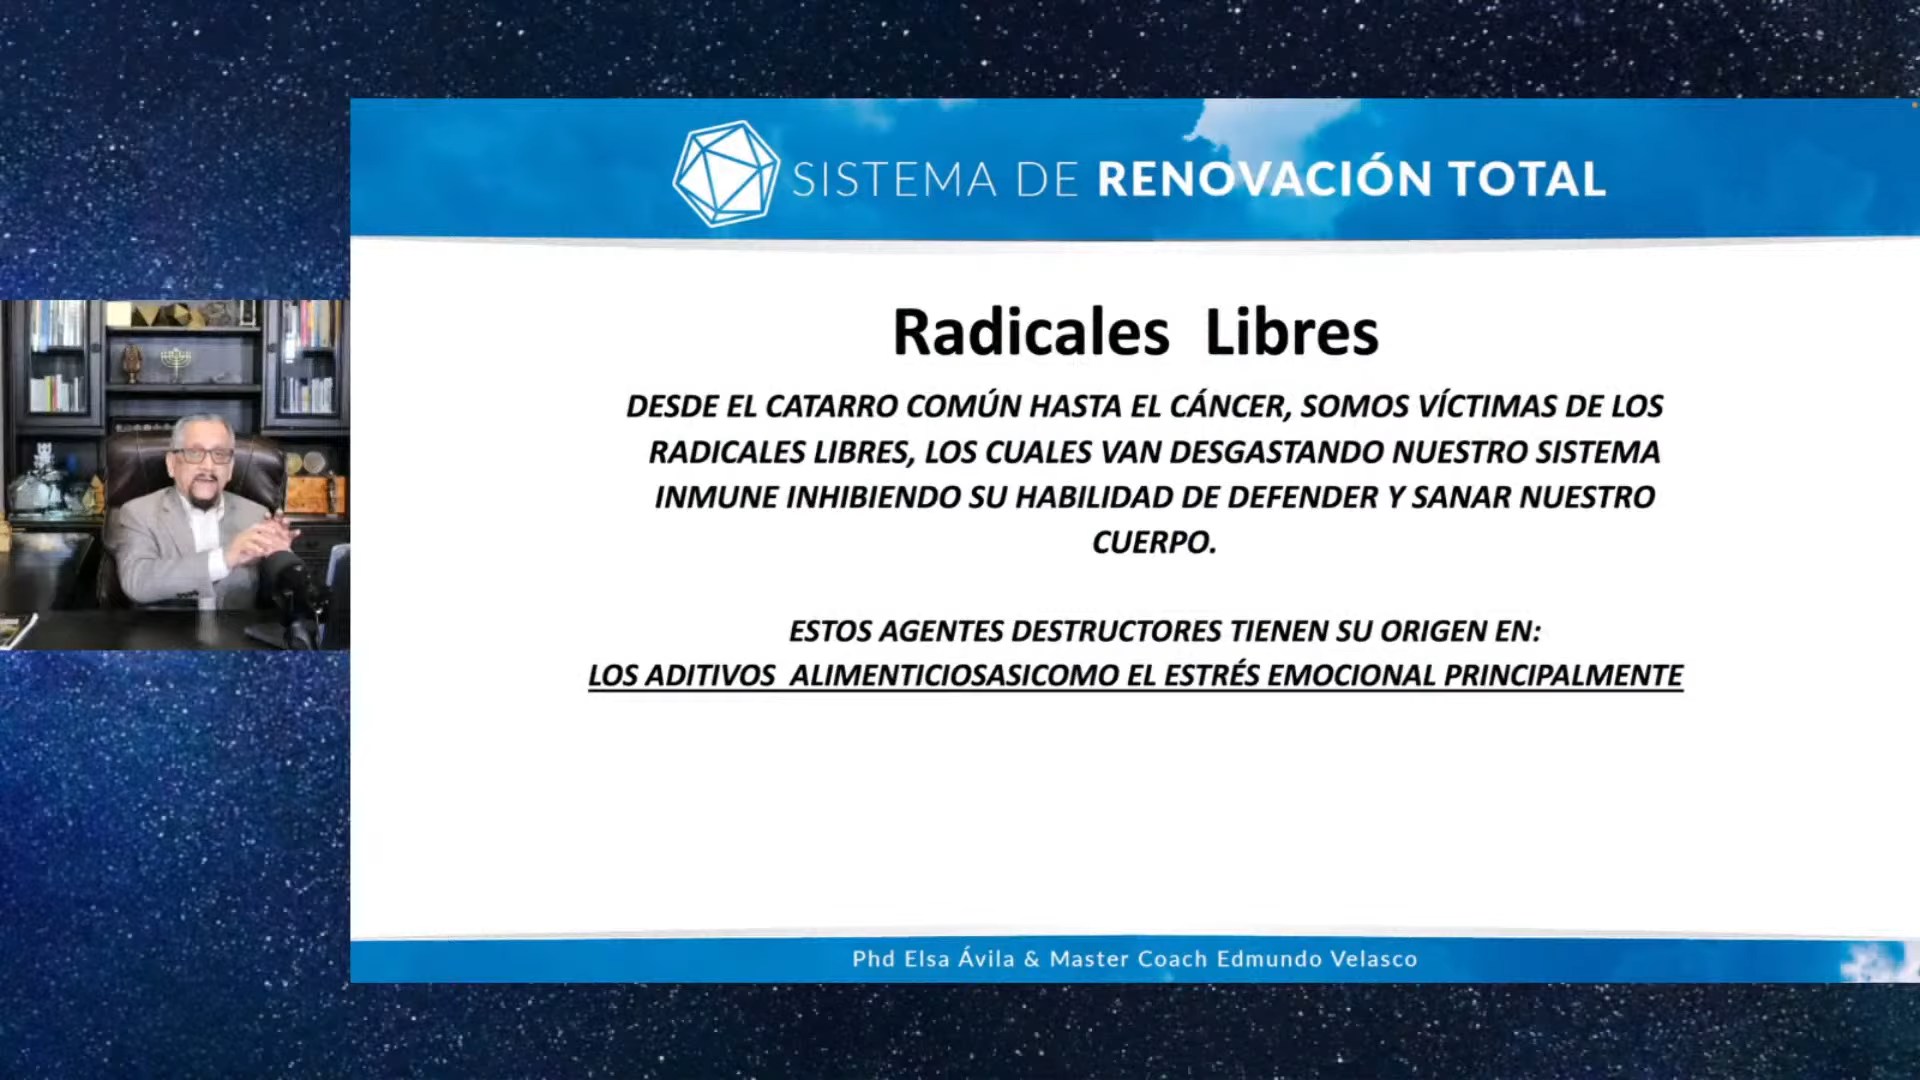 SISTEMA DE RENOVACIÓN TOTAL
Radicales Libres
DESDE EL CATARRO COMÚN HASTA EL CÁNCER, SOMOS VÍCTIMAS DE LOS
RADICALES LIBRES, LOS CUALES VAN DESGASTANDO NUESTRO SISTEMA
INMUNE INHIBIENDO SU HABILIDAD DE DEFENDER Y SANAR NUESTRO
CUERPO.
ESTOS AGENTES DESTRUCTORES TIENEN SU ORIGEN EN:
LOS ADITIVOS ALIMENTICIOSASICOMO EL ESTRÉS EMOCIONAL PRINCIPALMENTE
Phd Elsa Ávila & Master Coach Edmundo Velasco